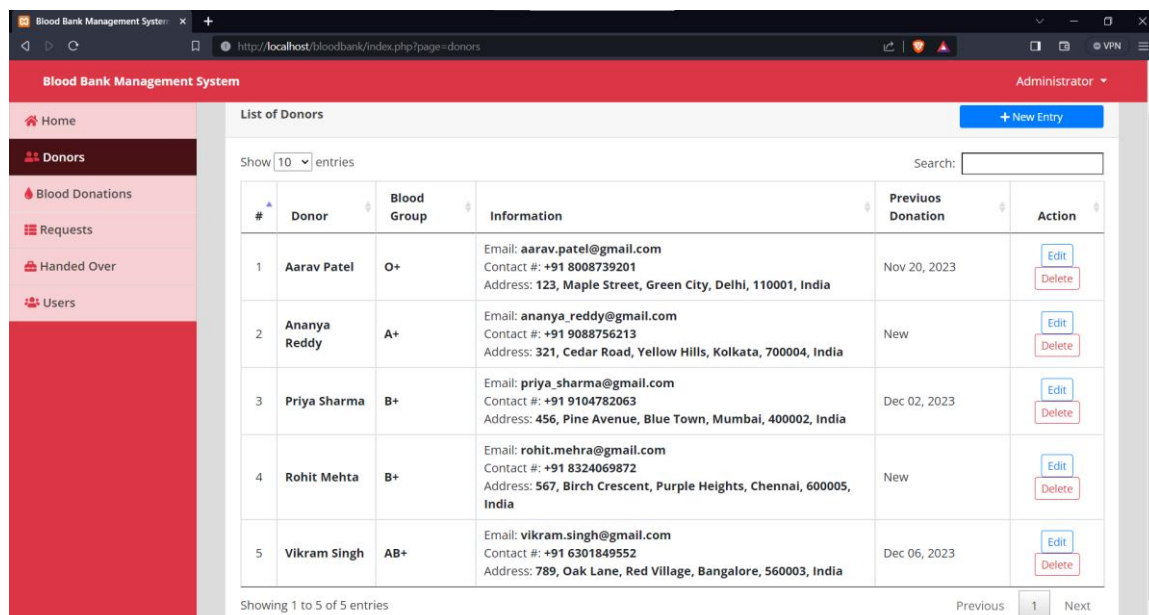 Blood Bank Management System
http://localhost/bloodbank/index.php?page=donors
VPN
Blood Bank Management System
Administrator
Home
Donors
Blood Donations
Requests
Handed Over
Users
List of Donors
+ New Entry
Show 10 entries
Search:
# Donor Blood Group Information Previuos Donation Action
1 Aarav Patel O+
Email: aarav.patel@gmail.com
Contact #: +91 8008739201
Address: 123, Maple Street, Green City, Delhi, 110001, India
Nov 20, 2023
Edit
Delete
2 Ananya Reddy A+
Email: ananya_reddy@gmail.com
Contact #: +91 9088756213
Address: 321, Cedar Road, Yellow Hills, Kolkata, 700004, India
New
Edit
Delete
3 Priya Sharma B+
Email: priya_sharma@gmail.com
Contact #: +91 9104782063
Address: 456, Pine Avenue, Blue Town, Mumbai, 400002, India
Dec 02, 2023
Edit
Delete
4 Rohit Mehta B+
Email: rohit.mehra@gmail.com
Contact #: +91 8324069872
Address: 567, Birch Crescent, Purple Heights, Chennai, 600005,
India
New
Edit
Delete
5 Vikram Singh AB+
Email: vikram.singh@gmail.com
Contact #: +91 6301849552
Address: 789, Oak Lane, Red Village, Bangalore, 560003, India
Dec 06, 2023
Edit
Delete
Showing 1 to 5 of 5 entries
Previous 1 Next